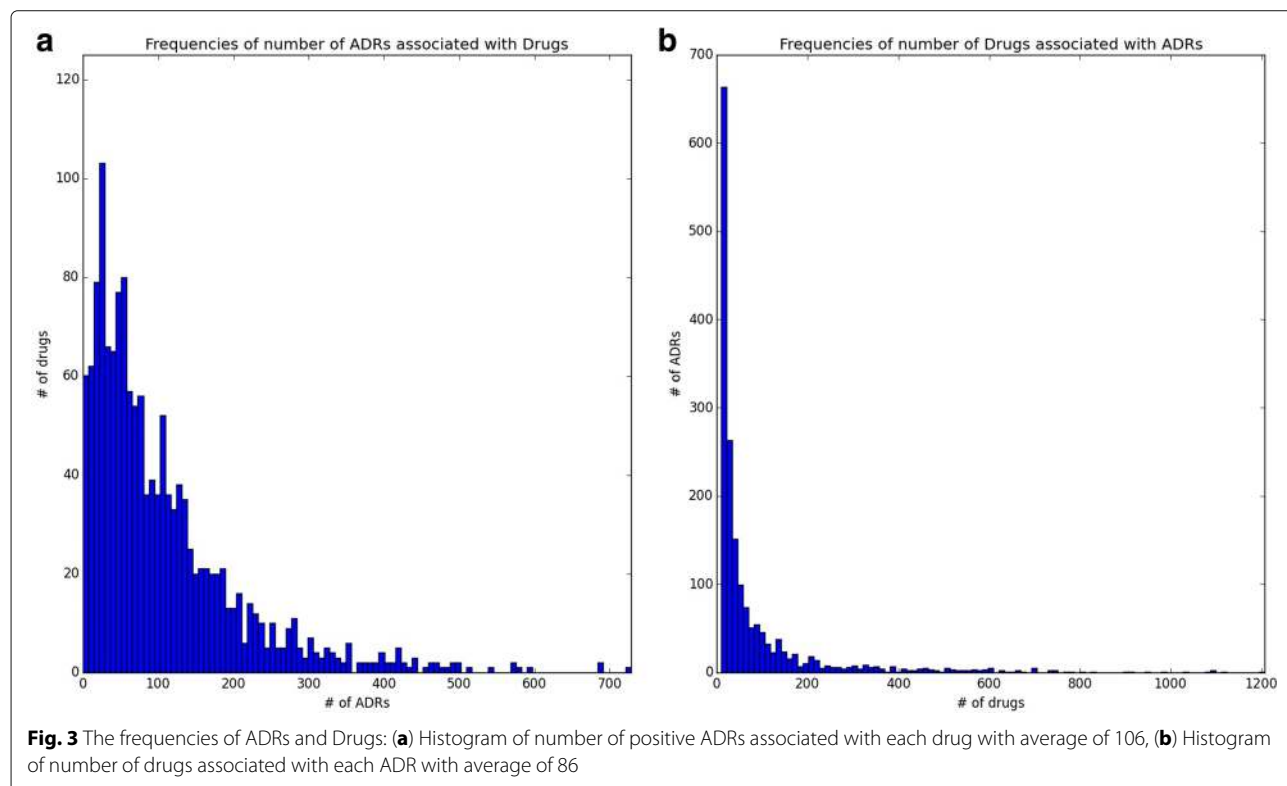 a
Frequencies of number of ADRs associated with Drugs
120
100
80
60
40
20
0
# of drugs
0 100 200 300 400 500 600 700
# of ADRs
b
Frequencies of number of Drugs associated with ADRs
700
600
500
400
300
200
100
0
# of ADRs
0 200 400 600 800 1000 1200
# of drugs
Fig. 3 The frequencies of ADRs and Drugs: (a) Histogram of number of positive ADRs associated with each drug with average of 106, (b) Histogram
of number of drugs associated with each ADR with average of 86